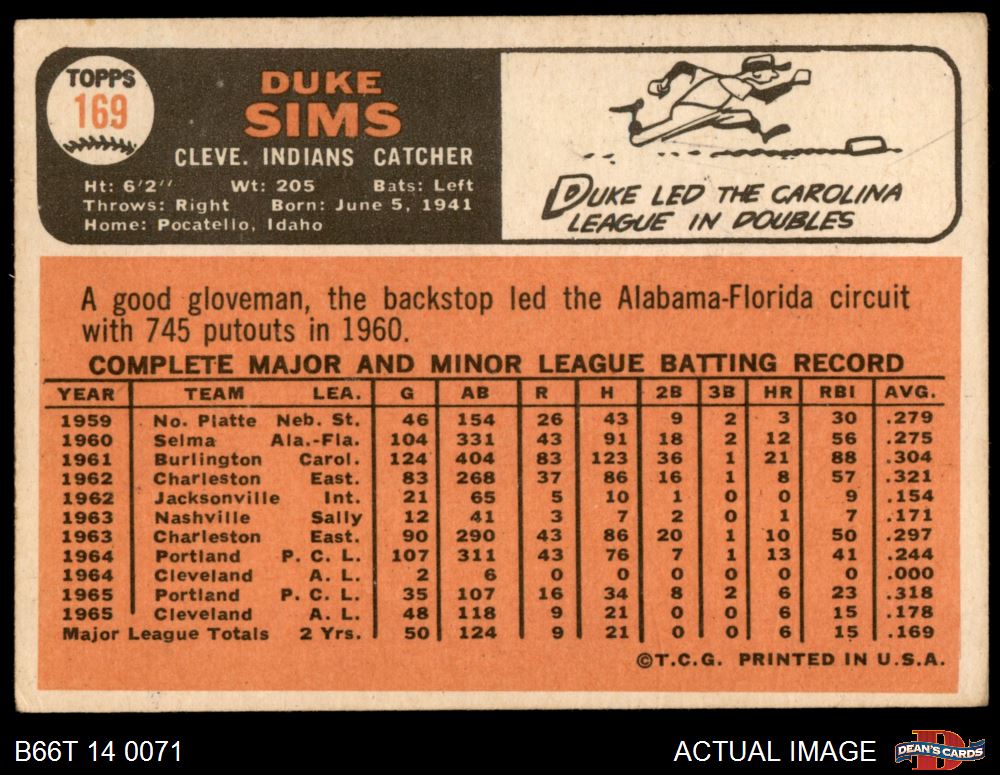 TOPPS
169
DUKE
SIMS
CLEVE. INDIANS CATCHER
Ht: 6'2'' Wt: 205 Bats: Left
Throws: Right Born: June 5, 1941
Home: Pocatello, Idaho
DUKE LED THE CAROLINA
LEAGUE IN DOUBLES
A good gloveman, the backstop led the Alabama-Florida circuit
with 745 putouts in 1960.
COMPLETE MAJOR AND MINOR LEAGUE BATTING RECORD
YEAR TEAM LEA. G AB R H 2B 3B HR RBI AVG.
1959 No. Platte Neb. St. 46 154 26 43 9 2 3 30 .279
1960 Selma Ala.-Fla. 104 331 43 91 18 2 12 56 .275
1961 Burlington Carol. 124 404 83 123 36 1 21 88 .304
1962 Charleston East. 83 268 37 86 16 1 8 57 .321
1962 Jacksonville Int. 21 65 5 10 1 0 0 9 .154
1963 Nashville Sally 12 41 3 7 2 0 1 7 .171
1963 Charleston East. 90 290 43 86 20 1 10 50 .297
1964 Portland P. C. L. 107 311 43 76 7 1 13 41 .244
1964 Cleveland A. L. 2 6 0 0 0 0 0 0 .000
1965 Portland P. C. L. 35 107 16 34 8 2 6 23 .318
1965 Cleveland A. L. 48 118 9 21 0 0 6 15 .178
Major League Totals 2 Yrs. 50 124 9 21 0 0 6 15 .169
©T.C.G. PRINTED IN U.S.A.
B66T 14 0071 ACTUAL IMAGE
D
DEAN'S CARDS